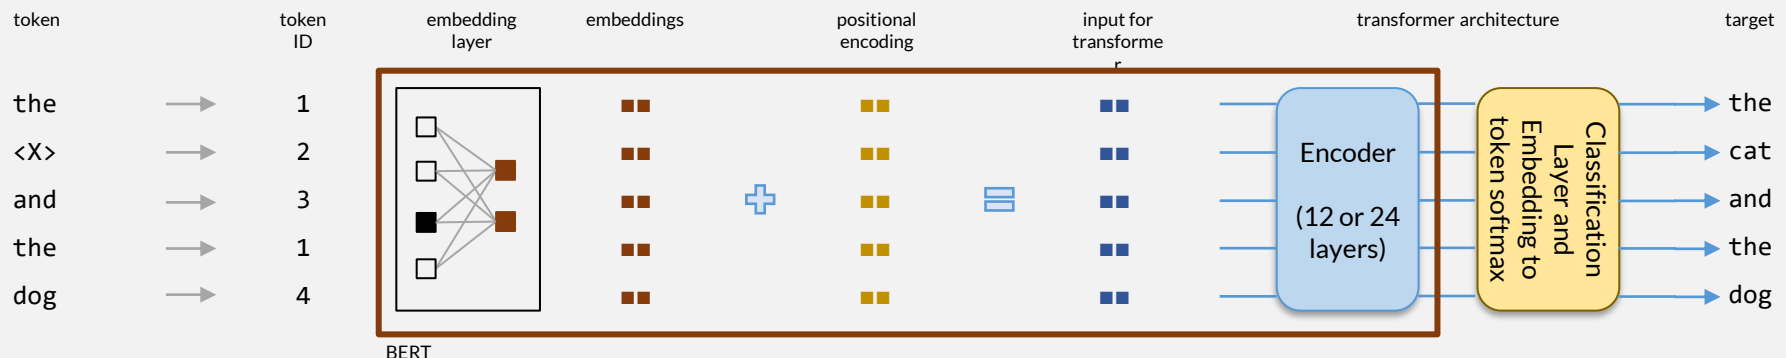 token
token
ID
embedding
layer
embeddings
positional
encoding
input for
transforme
r
transformer architecture
target
the
1
the
<X>
2
cat
and
3
and
the
1
the
dog
4
dog
Encoder
(12 or 24
layers)
Classification
Layer and
Embedding to
token softmax
BERT